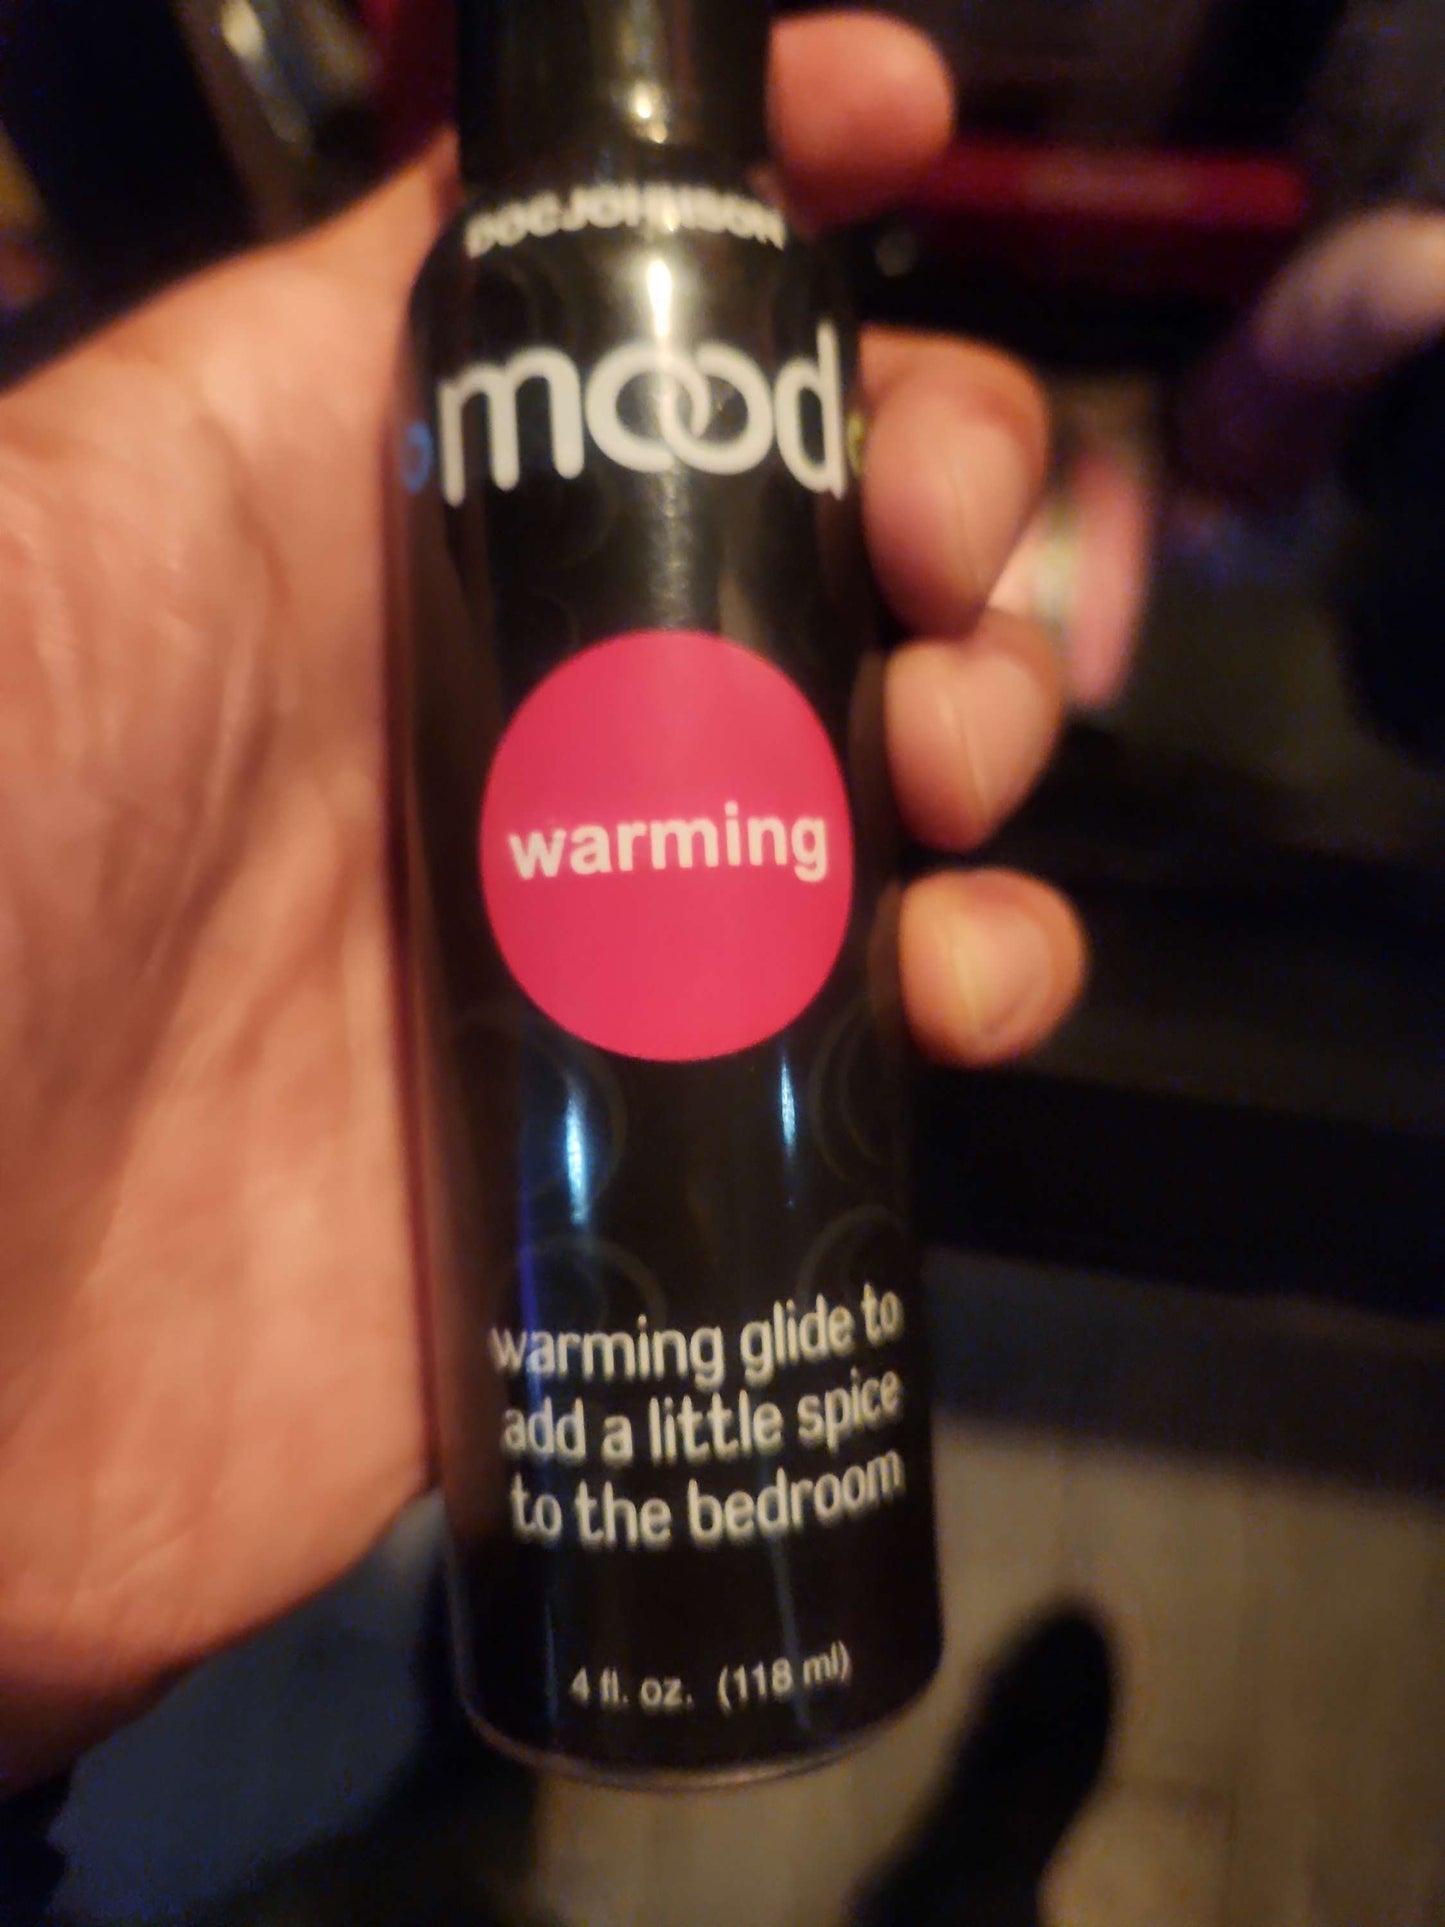 DOCJOHNSON
mood
warming
warming glide to
add a little spice
to the bedroom
4 fl. oz. (118 ml)